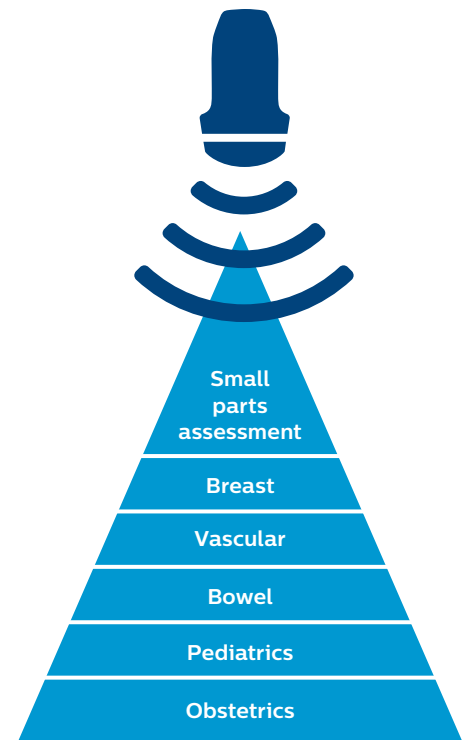 Small
parts
assessment
Breast
Vascular
Bowel
Pediatrics
Obstetrics